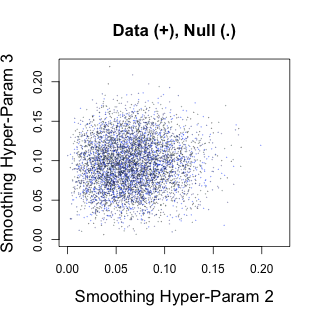 Data (+), Null (.)
Smoothing Hyper-Param 3
0.20
0.15
0.10
0.05
0.00
0.00 0.05 0.10 0.15 0.20
Smoothing Hyper-Param 2